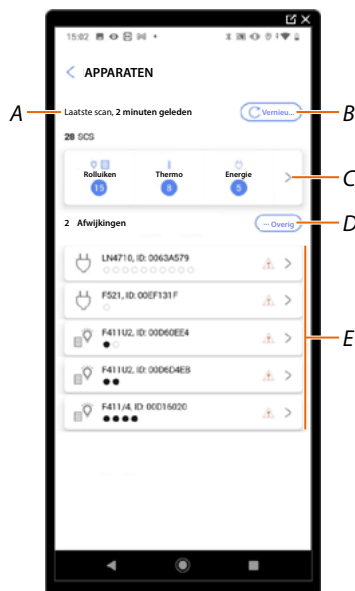 15:02
< APPARATEN
A Laatste scan, 2 minuten geleden Vernieu... B
28 SCS
Rolluiken Thermo Energie
15 8 5 > C
2 Afwijkingen ... Overig D
LN4710, ID: 0063A579 >
F521, ID: 00EF131F >
F411U2, ID: 00D60EE4 >
E
F411U2, ID: 00D6D4EB >
F411/4, ID: 00D15020 >